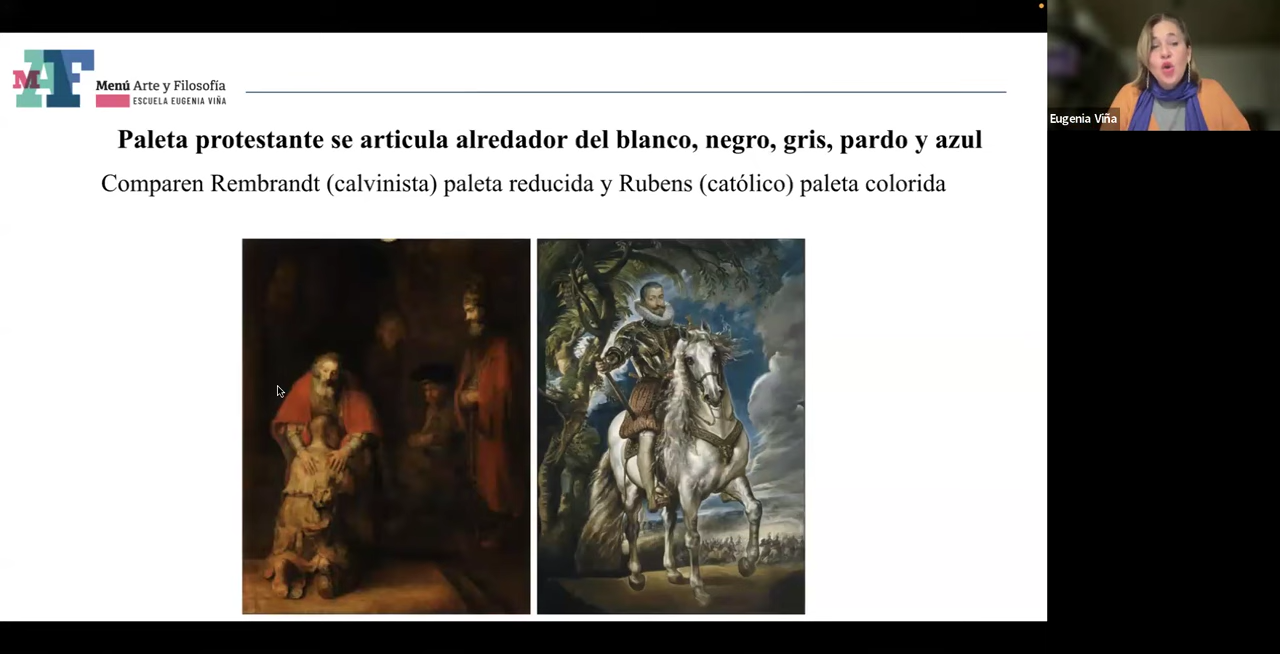 MAF
Menú Arte y Filosofía
ESCUELA EUGENIA VIÑA
Paleta protestante se articula alredador del blanco, negro, gris, pardo y azul
Comparen Rembrandt (calvinista) paleta reducida y Rubens (católico) paleta colorida
Eugenia Viña